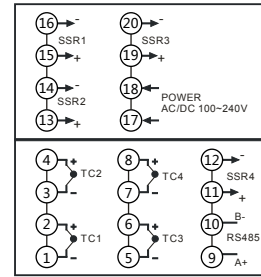 16 - 20 -
SSR1 SSR3
15 + 19 +
14 - 18
SSR2 POWER
AC/DC 100~240V
13 + 17
4 + 8 + 12 -
TC2 TC4 SSR4
3 - 7 - 11 +
2 + 6 + 10 B-
TC1 TC3 RS485
1 - 5 - 9 A+